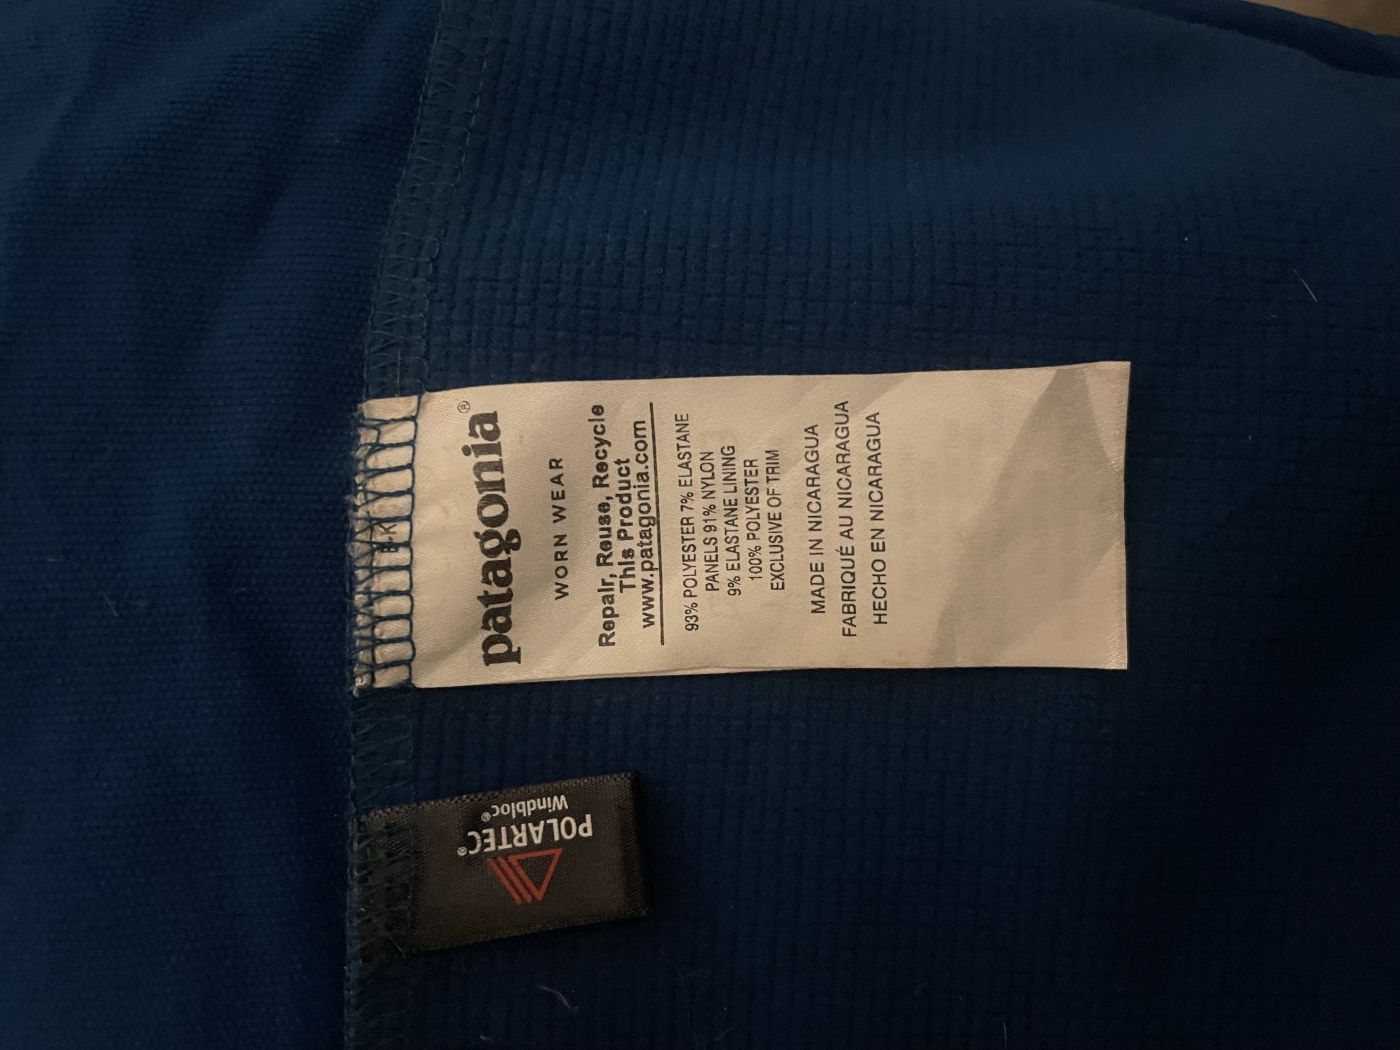 patagonia®
WORN WEAR
Repair, Reuse, Recycle
This Product
www.patagonia.com
93% POLYESTER 7% ELASTANE
PANELS 91% NYLON
9% ELASTANE LINING
100% POLYESTER
EXCLUSIVE OF TRIM
MADE IN NICARAGUA
FABRIQUÉ AU NICARAGUA
HECHO EN NICARAGUA
POLARTEC®
Windbloc®